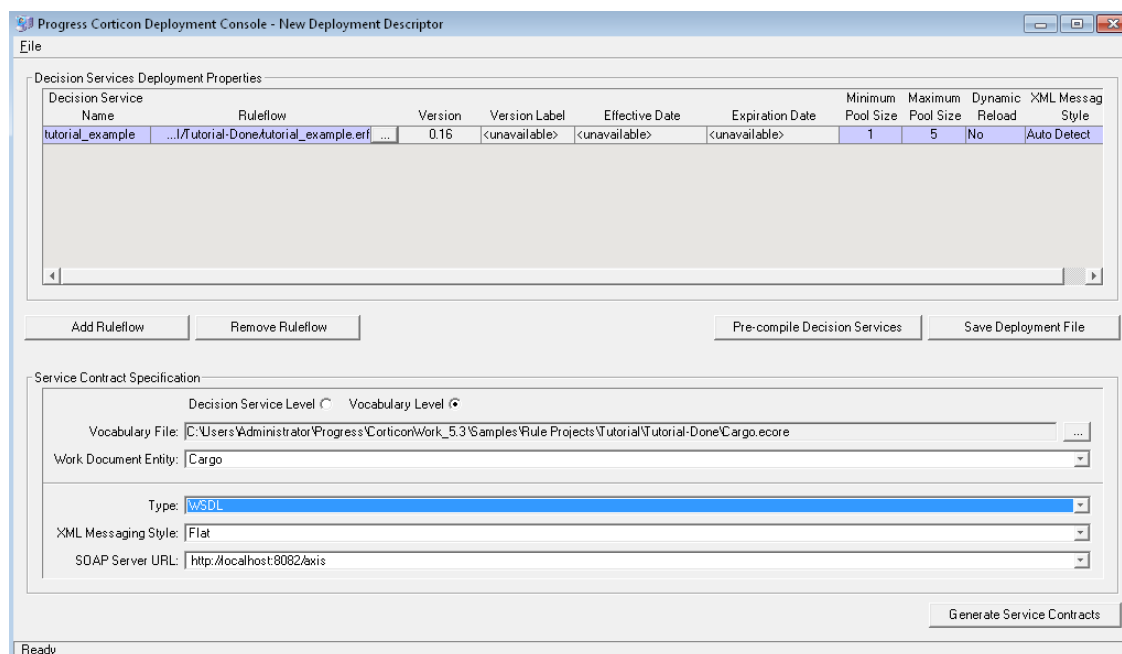 Progress Corticon Deployment Console - New Deployment Descriptor
File
Decision Services Deployment Properties
Decision Service Minimum Maximum Dynamic XML Messag
Name Ruleflow Version Version Label Effective Date Expiration Date Pool Size Pool Size Reload Style
tutorial_example ...l/Tutorial-Done/tutorial_example.erf ... 0.16 <unavailable> <unavailable> <unavailable> 1 5 No Auto Detect
Add Ruleflow Remove Ruleflow Pre-compile Decision Services Save Deployment File
Service Contract Specification
Decision Service Level Vocabulary Level
Vocabulary File: C:\Users\Administrator\Progress\CorticonWork_5.3\Samples\Rule Projects\Tutorial\Tutorial-Done\Cargo.ecore ...
Work Document Entity: Cargo
Type: WSDL
XML Messaging Style: Flat
SOAP Server URL: http://localhost:8082/axis
Generate Service Contracts
Ready